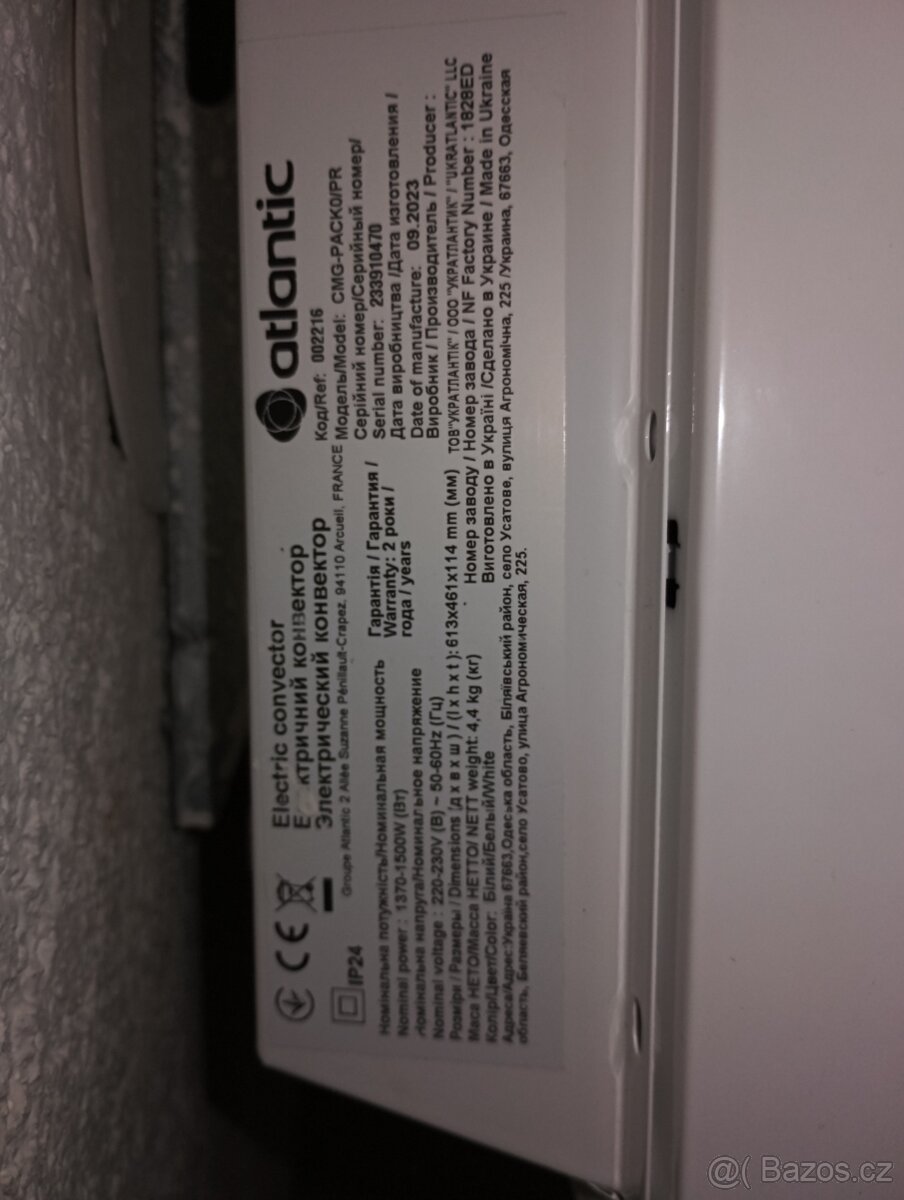 Electric convector
Електричний конвектор
Электрический конвектор
atlantic
Groupe Atlantic 2 Allée Suzanne Pénillault-Crapez, 94110 Arcueil, FRANCE
IP24
Код/Ref: 002216
Модель/Model: CMG-PACK0/PR
Серійний номер/Серийный номер/
Serial number: 233910470
Дата виробництва /Дата изготовления /
Date of manufacture: 09.2023
Виробник / Производитель / Producer :
ТОВ"УКРАТЛАНТІК" / ООО "УКРАТЛАНТИК" / "UKRATLANTIC" LLC
Номер заводу / Номер завода / NF Factory Number : 1828ED
Виготовлено в Україні /Сделано в Украине / Made in Ukraine
Гарантія / Гарантия /
Warranty: 2 роки /
года / years
Номінальна потужність/Номинальная мощность
Nominal power : 1370-1500W (Вт)
Номінальна напруга/Номинальное напряжение
Nominal voltage : 220-230V (В) ~ 50-60Hz (Гц)
Розміри / Размеры / Dimensions (д х в х ш ) / (l x h x t ): 613x461x114 mm (мм)
Маса НЕТО/Масса НЕТТО/ NETT weight: 4,4 kg (кг)
Колір/Цвет/Color: Білий/Белый/White
Адреса/Адрес:Україна 67663,Одеська область, Біляївський район, село Усатове, вулиця Агрономічна, 225 /Украина, 67663, Одесская
область, Беляевский район,село Усатово, улица Агрономическая, 225.
@( Bazos.cz